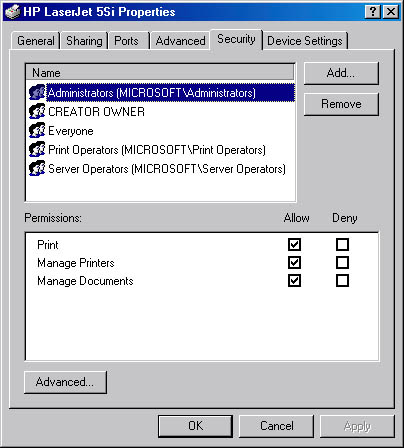 HP LaserJet 5Si Properties
General Sharing Ports Advanced Security Device Settings
Name
Administrators (MICROSOFT\Administrators)
CREATOR OWNER
Everyone
Print Operators (MICROSOFT\Print Operators)
Server Operators (MICROSOFT\Server Operators)
Add...
Remove
Permissions: Allow Deny
Print
Manage Printers
Manage Documents
Advanced...
OK Cancel Apply